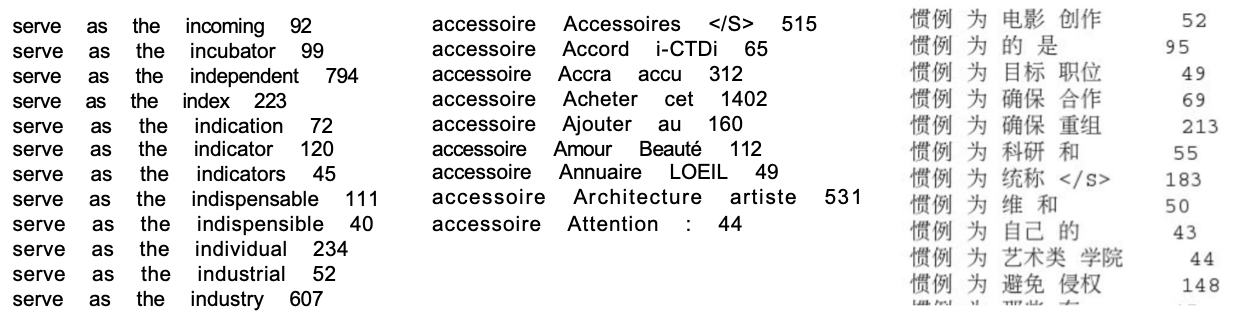 serve as the incoming 92
serve as the incubator 99
serve as the independent 794
serve as the index 223
serve as the indication 72
serve as the indicator 120
serve as the indicators 45
serve as the indispensable 111
serve as the indispensible 40
serve as the individual 234
serve as the industrial 52
serve as the industry 607
accessoire Accessoires </S> 515
accessoire Accord i-CTDi 65
accessoire Accra accu 312
accessoire Acheter cet 1402
accessoire Ajouter au 160
accessoire Amour Beauté 112
accessoire Annuaire LOEIL 49
accessoire Architecture artiste 531
accessoire Attention : 44
惯例 为 电影 创作 52
惯例 为 的 是 95
惯例 为 目标 职位 49
惯例 为 确保 合作 69
惯例 为 确保 重组 213
惯例 为 科研 和 55
惯例 为 统称 </s> 183
惯例 为 维 和 50
惯例 为 自己 的 43
惯例 为 艺术类 学院 44
惯例 为 避免 侵权 148